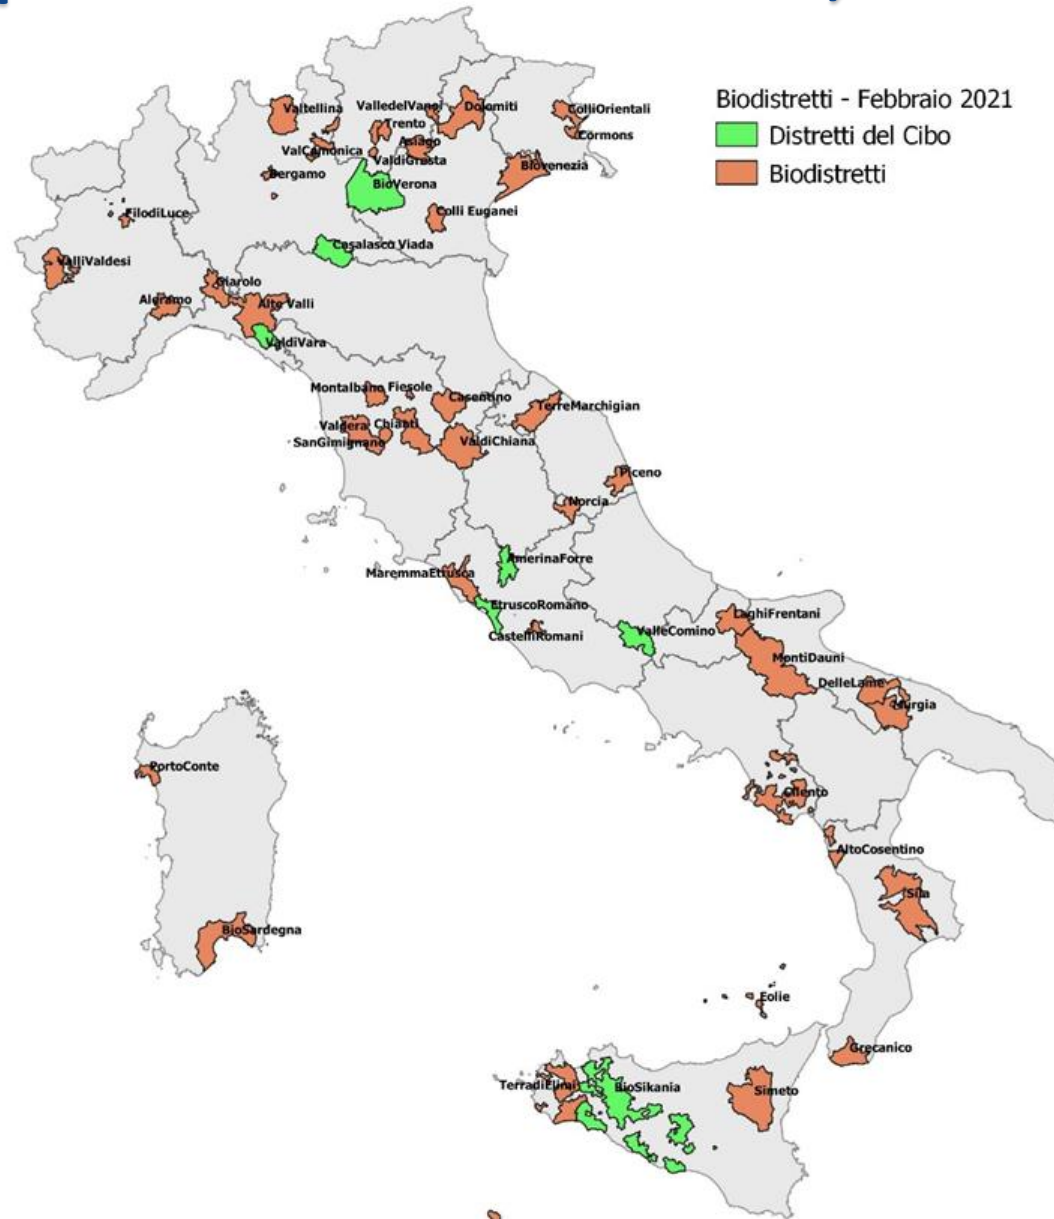 Biodistretti - Febbraio 2021
Distretti del Cibo
Biodistretti
Valtellina
ValledelVanoi
Dolomiti
ColliOrientali
Trento
Cormons
Asiago
ValCamonica
ValdiGresta
Biovenezia
Bergamo
BioVerona
FilodiLuce
Colli Euganei
Casalasco Viada
ValliValdesi
Giarolo
Aleramo
Alte Valli
ValdiVara
Montalbano
Fiesole
Casentino
TerreMarchigian
Valdera
Chianti
SanGimignano
ValdiChiana
Piceno
Norcia
AmerinaForre
MaremmaEtrusca
EtruscoRomano
LaghiFrentani
ValleComino
CastelliRomani
MontiDauni
DelleLame
Murgia
PortoConte
Cilento
AltoCosentino
Sila
BioSardegna
Eolie
Grecanico
TerradiElimi
BioSikania
Simeto